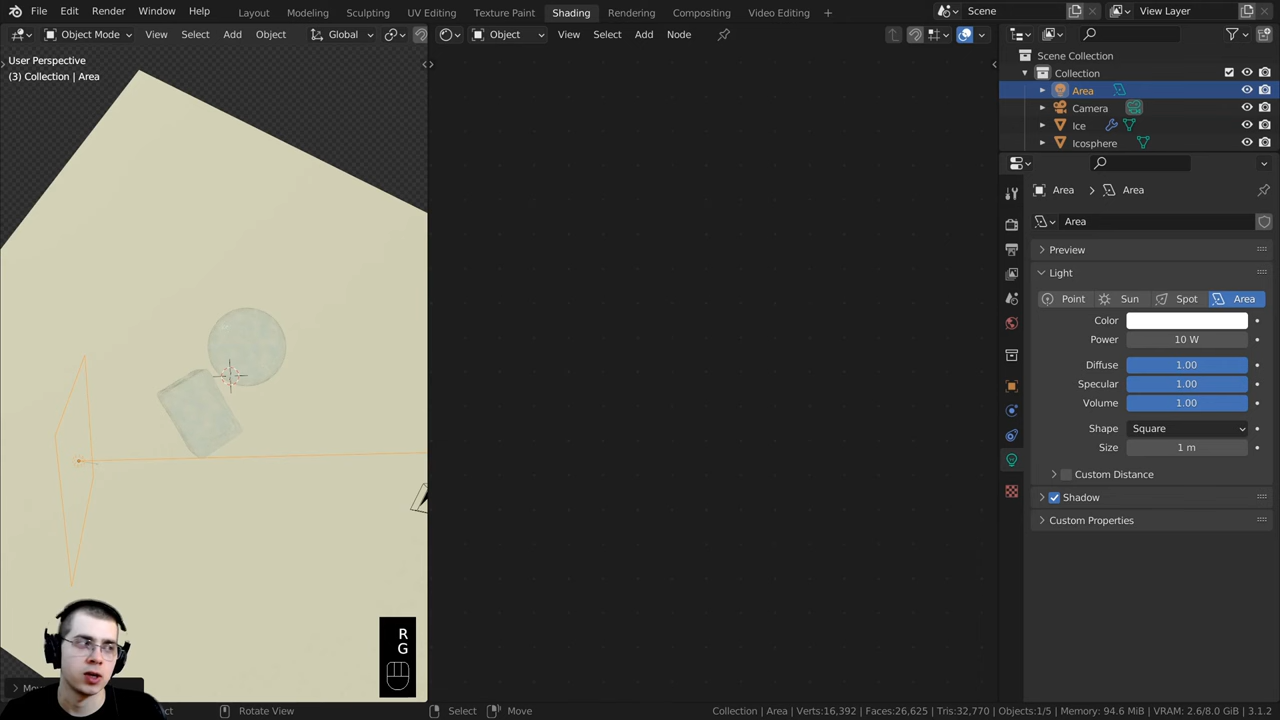 File Edit Render Window Help Layout Modeling Sculpting UV Editing Texture Paint Shading Rendering Compositing Video Editing + Scene View Layer
Object Mode View Select Add Object Global Object View Select Add Node
User Perspective
(3) Collection | Area
Scene Collection
Collection
Area
Camera
Ice
Icosphere
Area > Area
Area
Preview
Light
Point Sun Spot Area
Color
Power 10 W
Diffuse 1.00
Specular 1.00
Volume 1.00
Shape Square
Size 1 m
Custom Distance
Shadow
Custom Properties
R
G
Rotate View Select Move Collection | Area | Verts:16,392 | Faces:26,625 | Tris:32,770 | Objects:1/5 | Memory: 94.6 MiB | VRAM: 2.6/8.0 GiB | 3.1.2